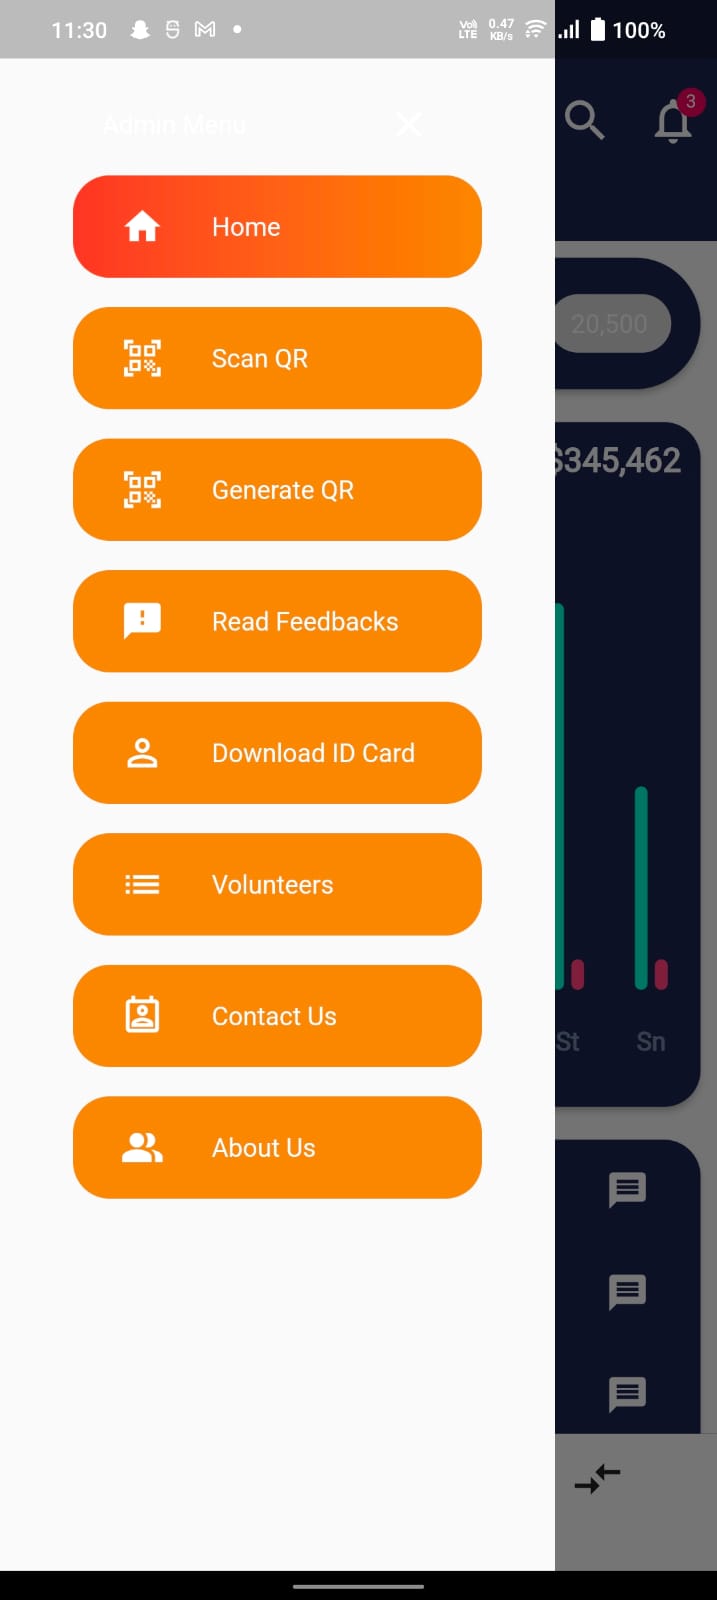 11:30
Vo))
LTE
0.47
KB/s
100%
Admin Menu
3
Home
20,500
Scan QR
$345,462
Generate QR
Read Feedbacks
Download ID Card
Volunteers
Contact Us
St
Sn
About Us